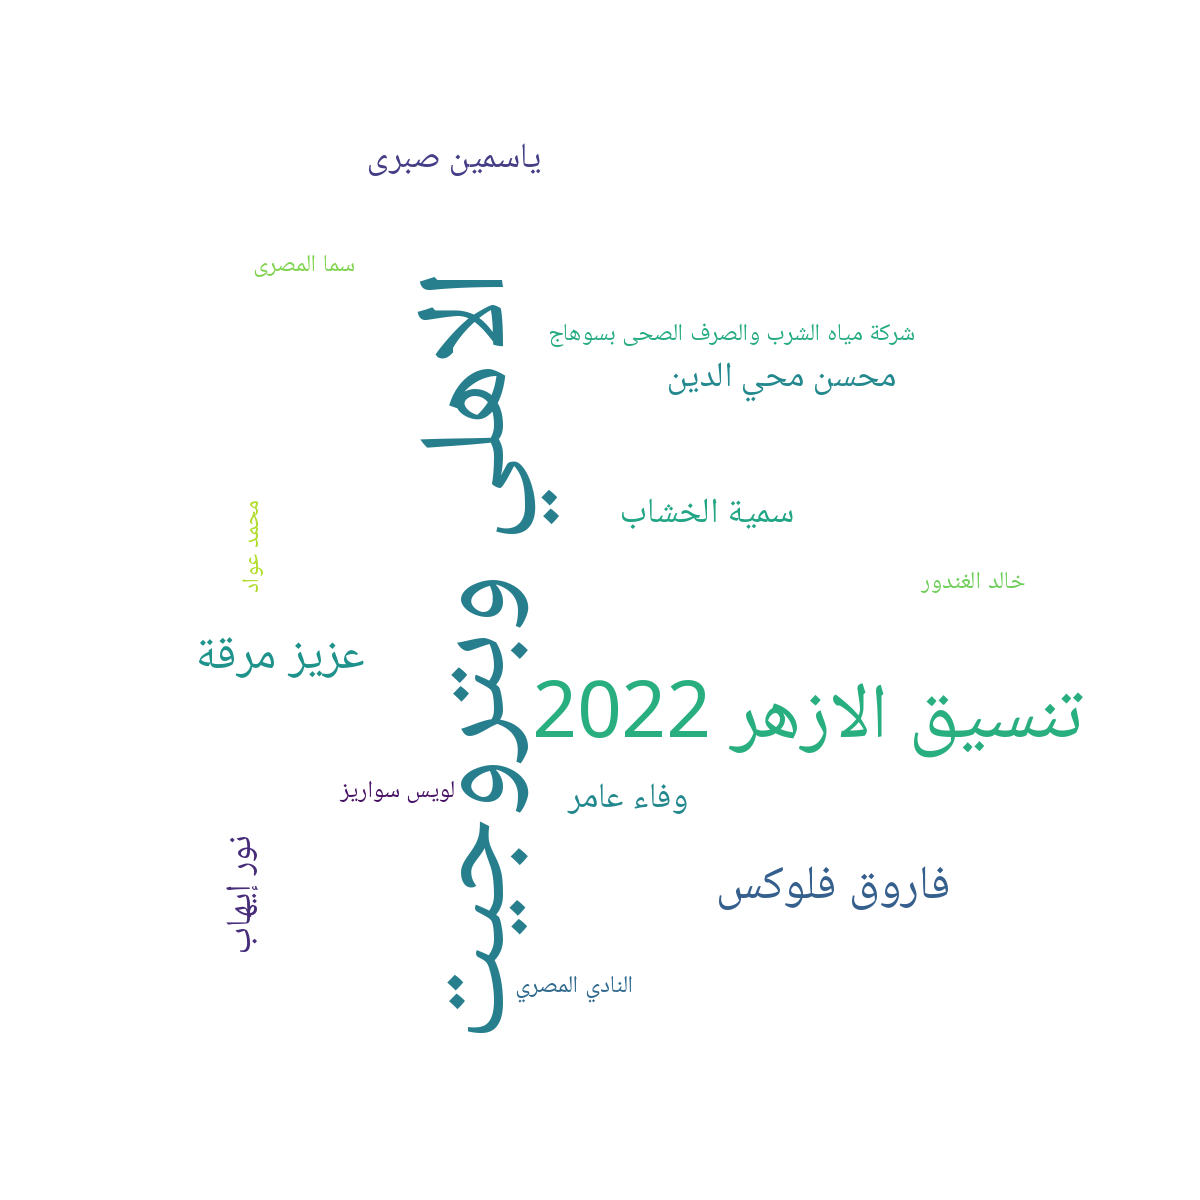 ياسمين صبرى
سما المصرى
الاهلي وبتروجيت
شركة مياه الشرب والصرف الصحى بسوهاج
محسن محي الدين
سمية الخشاب
محمد عواد
خالد الغندور
عزيز مرقة
تنسيق الازهر 2022
لويس سواريز
وفاء عامر
نور إيهاب
فاروق فلوكس
النادي المصري